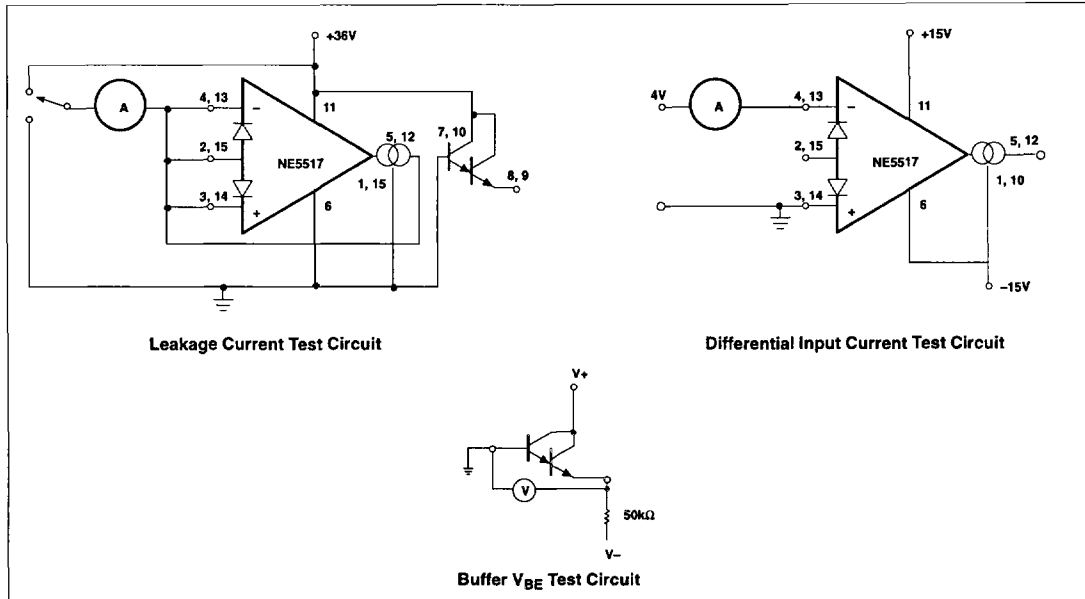 +36V
A
4, 13
−
11
2, 15
NE5517
5, 12
7, 10
1, 15
8, 9
3, 14
+
6
Leakage Current Test Circuit
+15V
4V
A
4, 13
−
11
2, 15
NE5517
5, 12
3, 14
1, 10
+
6
−15V
Differential Input Current Test Circuit
V+
V
50kΩ
V−
Buffer VBE Test Circuit